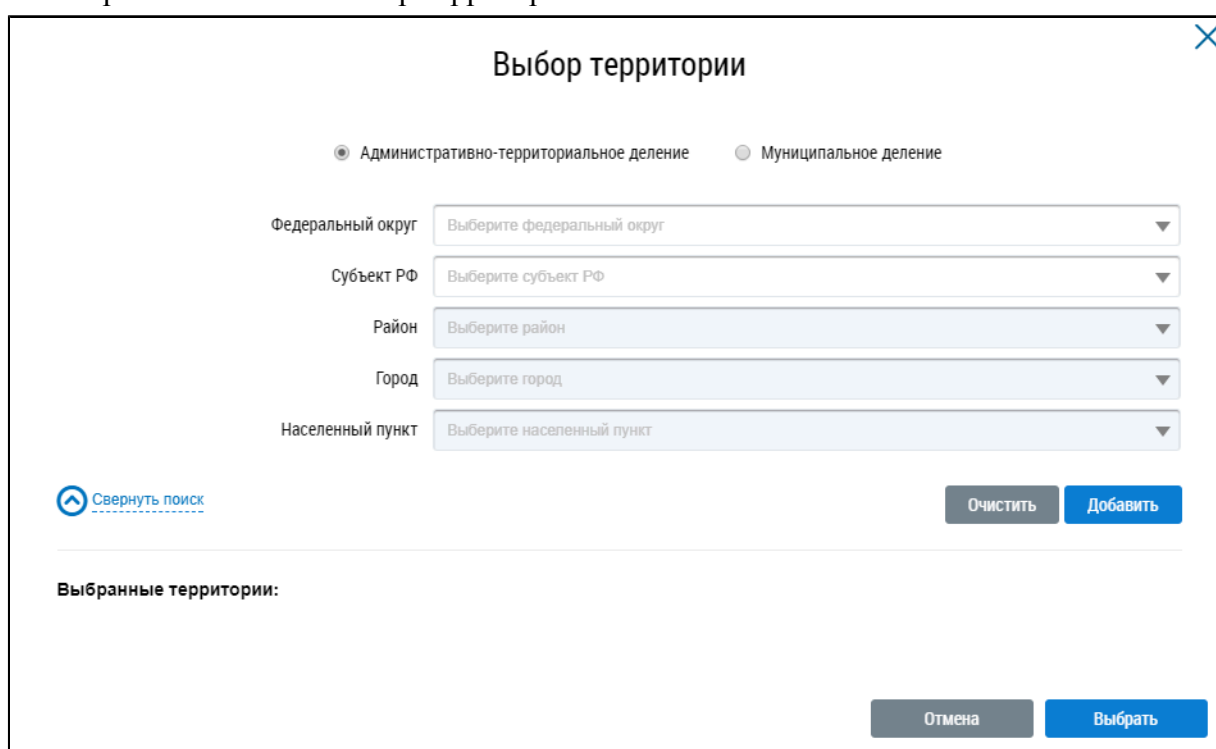 Выбор территории
Административно-территориальное деление Муниципальное деление
Федеральный округ Выберите федеральный округ
Субъект РФ Выберите субъект РФ
Район Выберите район
Город Выберите город
Населенный пункт Выберите населенный пункт
Свернуть поиск Очистить Добавить
Выбранные территории:
Отмена Выбрать